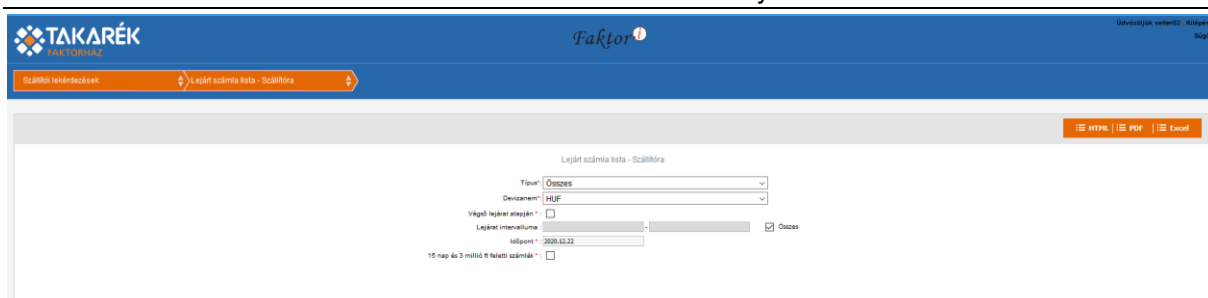 TAKARÉK
FAKTORHÁZ
Faktor i
Üdvözöljük seller02 Kilépés
Szállítói lekérdezések
Lejárt számla lista - Szállítóra
HTML | PDF | Excel
Lejárt számla lista - Szállítóra
Típus*: Összes
Devizanem*: HUF
Végső lejárat alapján * :
Lejárat intervalluma : - Összes
Időpont * : 2020.12.22
15 nap és 3 millió ft feletti számlák * :